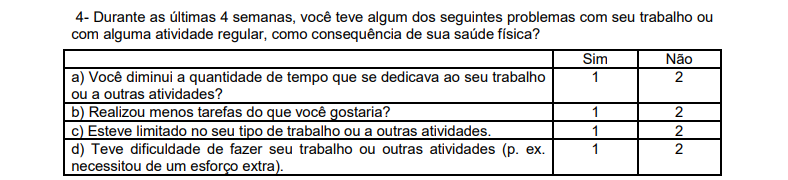 4- Durante as últimas 4 semanas, você teve algum dos seguintes problemas com seu trabalho ou
com alguma atividade regular, como consequência de sua saúde física?
Sim Não
a) Você diminui a quantidade de tempo que se dedicava ao seu trabalho 1 2
ou a outras atividades?
b) Realizou menos tarefas do que você gostaria? 1 2
c) Esteve limitado no seu tipo de trabalho ou a outras atividades. 1 2
d) Teve dificuldade de fazer seu trabalho ou outras atividades (p. ex. 1 2
necessitou de um esforço extra).